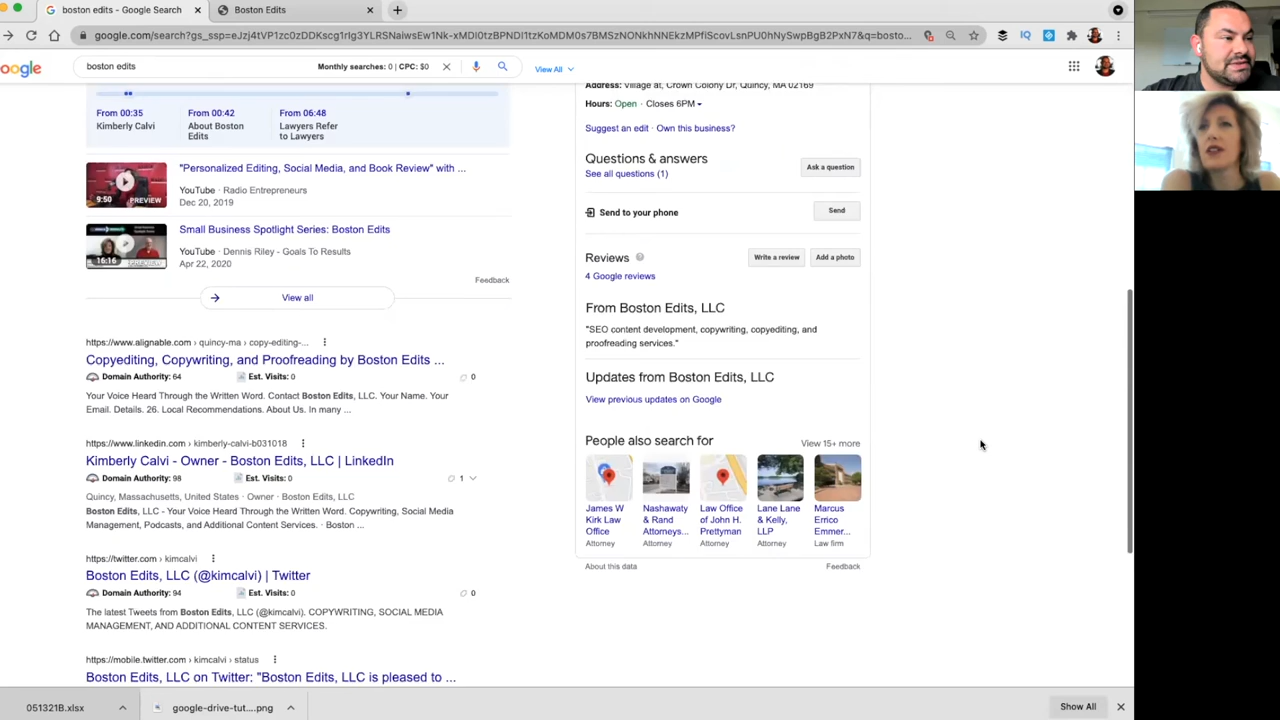 boston edits - Google Search
Boston Edits
google.com/search?gs_ssp=eJzj4tVP1zc0zDDKscg1rIg3YLRSNaiwsEw1Nk-xMDI0tzBPNDI1tzKoMDM0s7BMSzNONkhNNEkzMPfiScovLsnPU0hNySwpBgB2PxN7&q=bosto...
ogle
boston edits
Monthly searches: 0 | CPC: $0
View All
From 00:35
Kimberly Calvi
From 00:42
About Boston
Edits
From 06:48
Lawyers Refer
to Lawyers
9:50
PREVIEW
"Personalized Editing, Social Media, and Book Review" with ...
YouTube · Radio Entrepreneurs
Dec 20, 2019
16:16
PREVIEW
Small Business Spotlight Series: Boston Edits
YouTube · Dennis Riley - Goals To Results
Apr 22, 2020
Feedback
View all
https://www.alignable.com › quincy-ma › copy-editing-...
Copyediting, Copywriting, and Proofreading by Boston Edits ...
Domain Authority: 64
Est. Visits: 0
0
Your Voice Heard Through the Written Word. Contact Boston Edits, LLC. Your Name. Your
Email. Details. 26. Local Recommendations. About Us. In many ...
https://www.linkedin.com › kimberly-calvi-b031018
Kimberly Calvi - Owner - Boston Edits, LLC | LinkedIn
Domain Authority: 98
Est. Visits: 0
1
Quincy, Massachusetts, United States · Owner · Boston Edits, LLC
Boston Edits, LLC - Your Voice Heard Through the Written Word. Copywriting, Social Media
Management, Podcasts, and Additional Content Services. · Boston ...
https://twitter.com › kimcalvi
Boston Edits, LLC (@kimcalvi) | Twitter
Domain Authority: 94
Est. Visits: 0
0
The latest Tweets from Boston Edits, LLC (@kimcalvi). COPYWRITING, SOCIAL MEDIA
MANAGEMENT, AND ADDITIONAL CONTENT SERVICES.
https://mobile.twitter.com › kimcalvi › status
Boston Edits, LLC on Twitter: "Boston Edits, LLC is pleased to ...
Address: Village at, Crown Colony Dr, Quincy, MA 02169
Hours: Open · Closes 6PM
Suggest an edit · Own this business?
Questions & answers
See all questions (1)
Ask a question
Send to your phone
Send
Reviews
Write a review
Add a photo
4 Google reviews
From Boston Edits, LLC
"SEO content development, copywriting, copyediting, and
proofreading services."
Updates from Boston Edits, LLC
View previous updates on Google
People also search for
View 15+ more
James W
Kirk Law
Office
Attorney
Nashawaty
& Rand
Attorneys...
Attorney
Law Office
of John H.
Prettyman
Attorney
Lane Lane
& Kelly,
LLP
Attorney
Marcus
Errico
Emmer...
Law firm
About this data
Feedback
051321B.xlsx
google-drive-tut....png
Show All